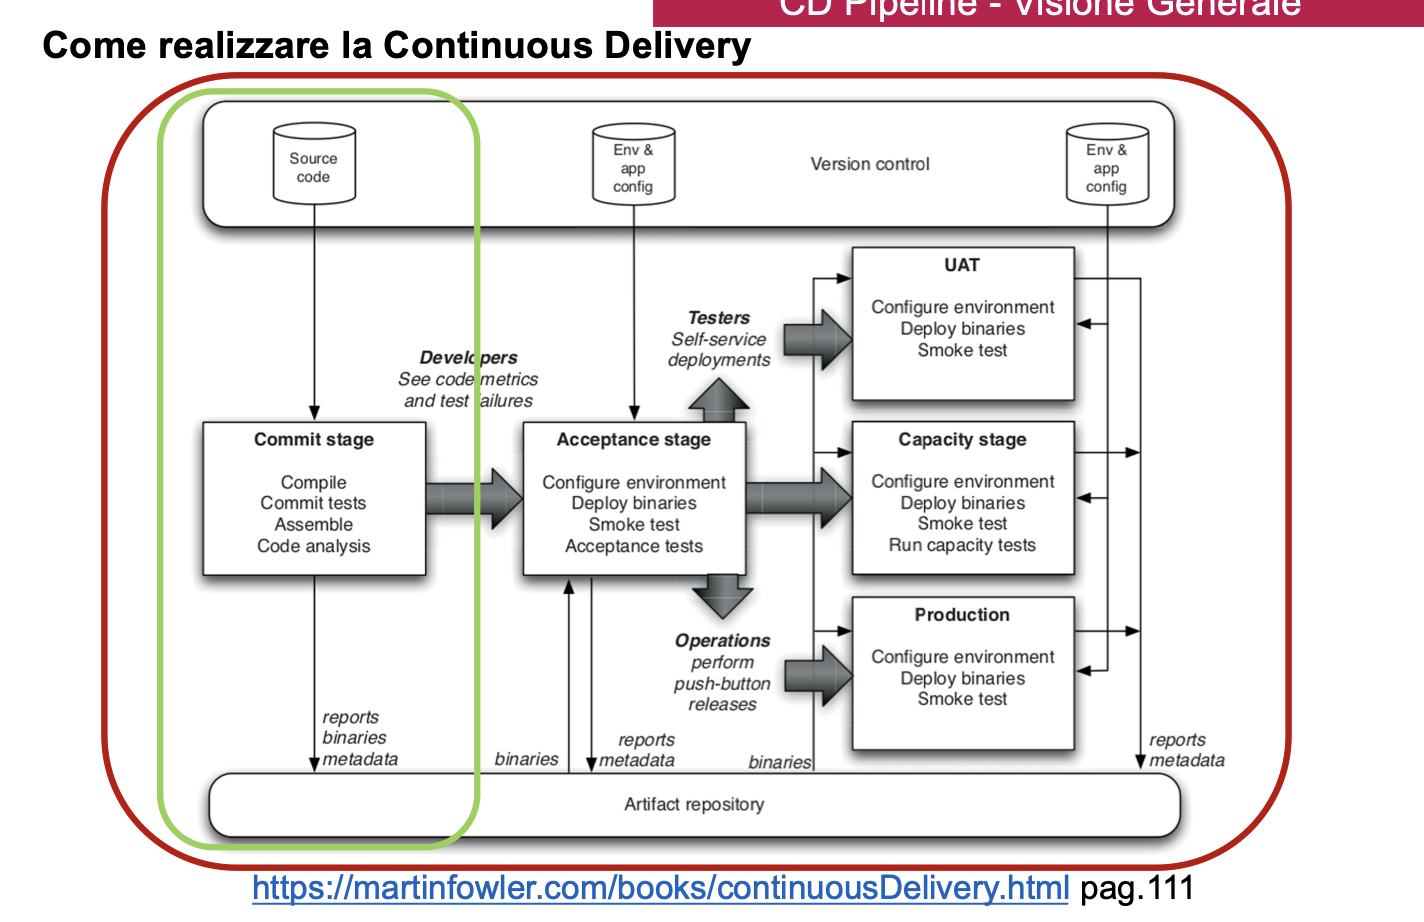 CD Pipeline - Visione Generale
Come realizzare la Continuous Delivery
Source
code
Env &
app
config
Version control
Env &
app
config
Developers
See code metrics
and test failures
Testers
Self-service
deployments
UAT
Configure environment
Deploy binaries
Smoke test
Commit stage
Compile
Commit tests
Assemble
Code analysis
Acceptance stage
Configure environment
Deploy binaries
Smoke test
Acceptance tests
Capacity stage
Configure environment
Deploy binaries
Smoke test
Run capacity tests
Operations
perform
push-button
releases
Production
Configure environment
Deploy binaries
Smoke test
reports
binaries
metadata
binaries
reports
metadata
binaries
reports
metadata
Artifact repository
https://martinfowler.com/books/continuousDelivery.html pag.111